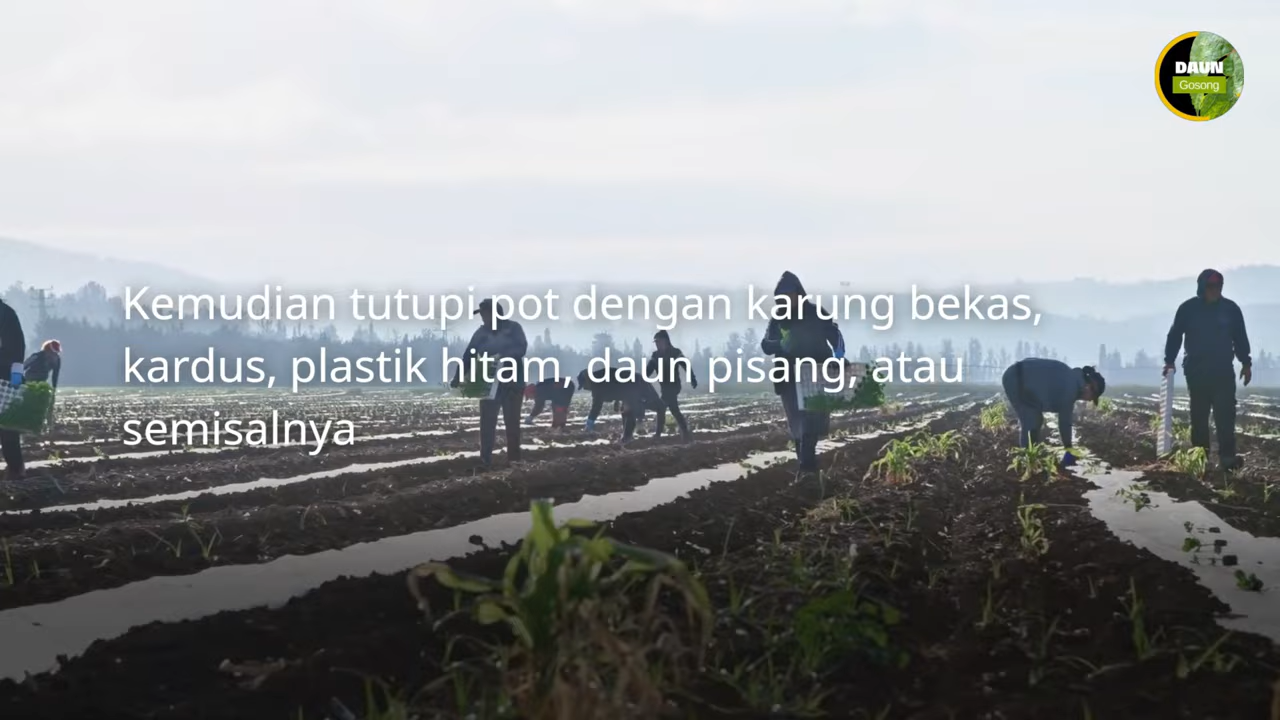 DAUN
Gosong
Kemudian tutupi pot dengan karung bekas,
kardus, plastik hitam, daun pisang, atau
semisalnya